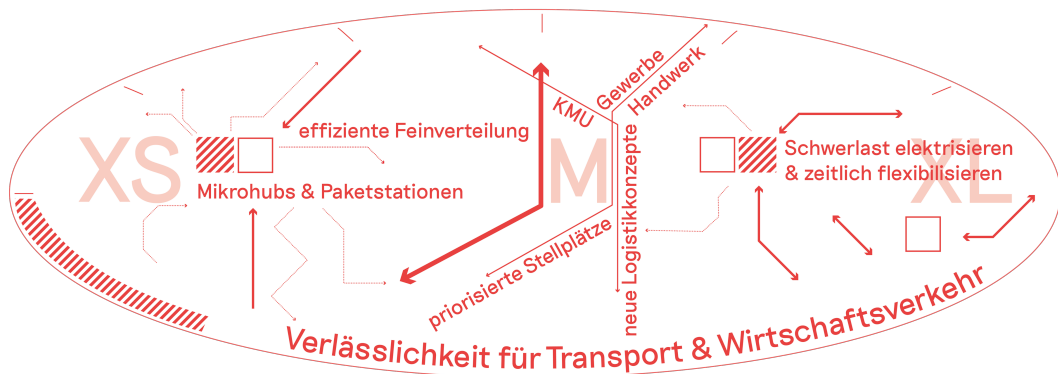 XS
effiziente Feinverteilung
Mikrohubs & Paketstationen
M
KMU
Gewerbe
Handwerk
priorisierte Stellplätze
neue Logistikkonzepte
XL
Schwerlast elektrisieren
& zeitlich flexibilisieren
Verlässlichkeit für Transport & Wirtschaftsverkehr